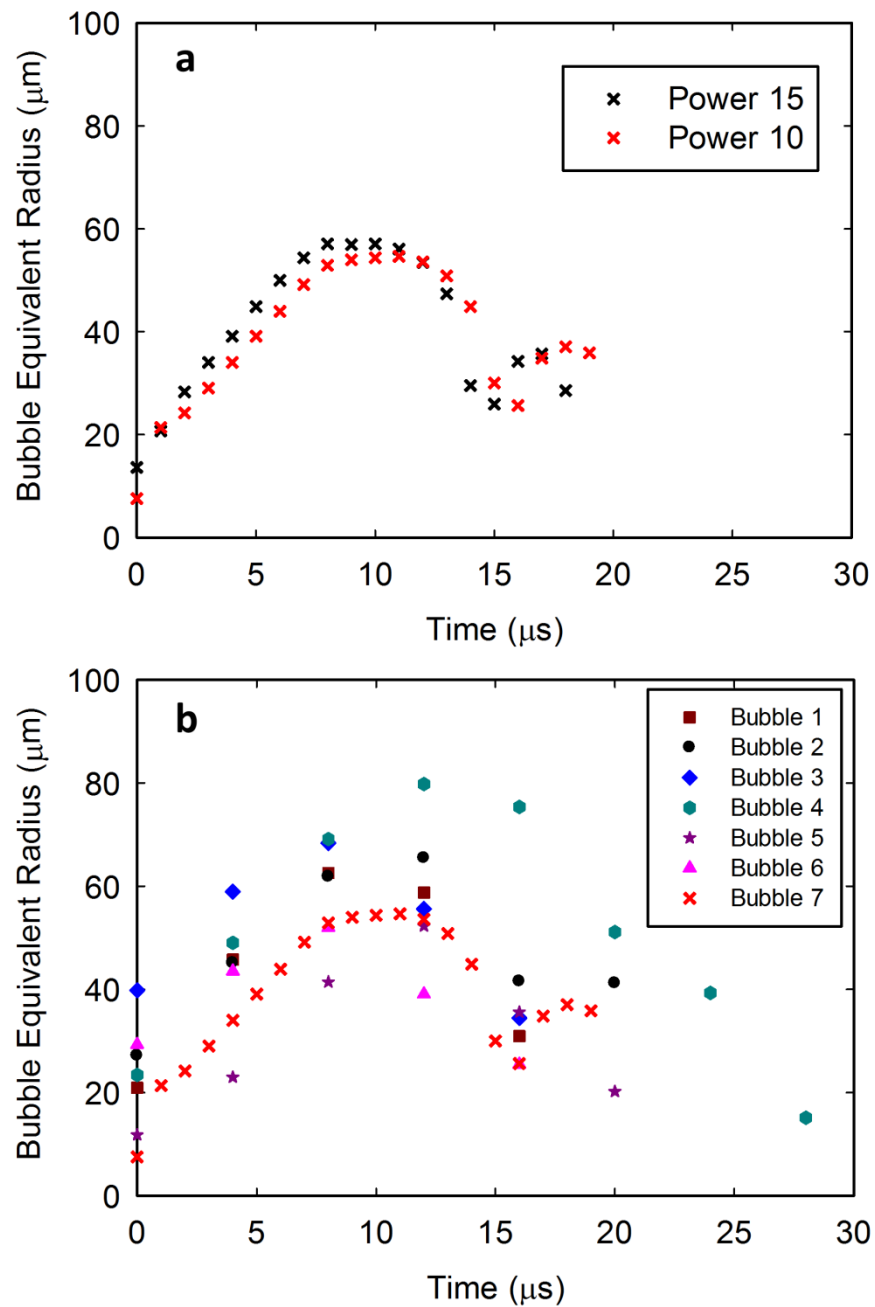 100
80
60
40
20
0
Bubble Equivalent Radius (μm)
a
Power 15
Power 10
0 5 10 15 20 25 30
Time (μs)
100
80
60
40
20
0
Bubble Equivalent Radius (μm)
b
Bubble 1
Bubble 2
Bubble 3
Bubble 4
Bubble 5
Bubble 6
Bubble 7
0 5 10 15 20 25 30
Time (μs)